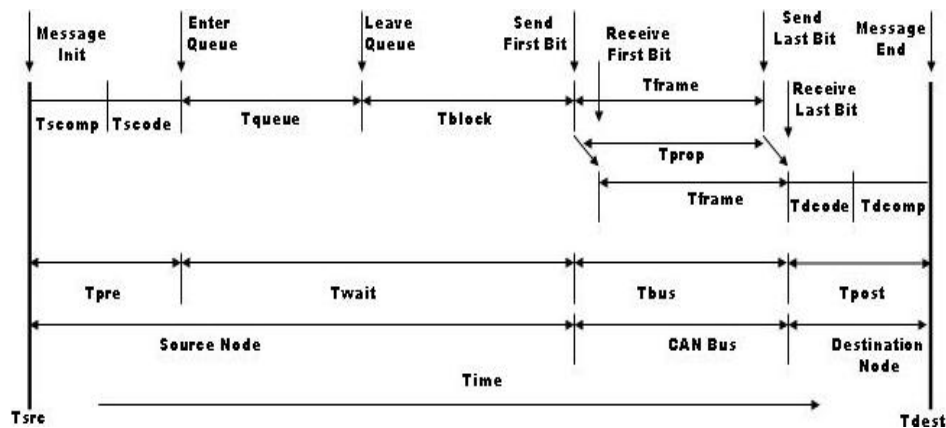 Message
Init
Enter
Queue
Leave
Queue
Send
First Bit
Receive
First Bit
Send
Last Bit
Message
End
Receive
Last Bit
Tframe
Tscomp
Tscode
Tqueue
Tblock
Tprop
Tframe
Tdcode
Tdcomp
Tpre
Twait
Tbus
Tpost
Source Node
CAN Bus
Destination
Node
Time
Tsrc
Tdest